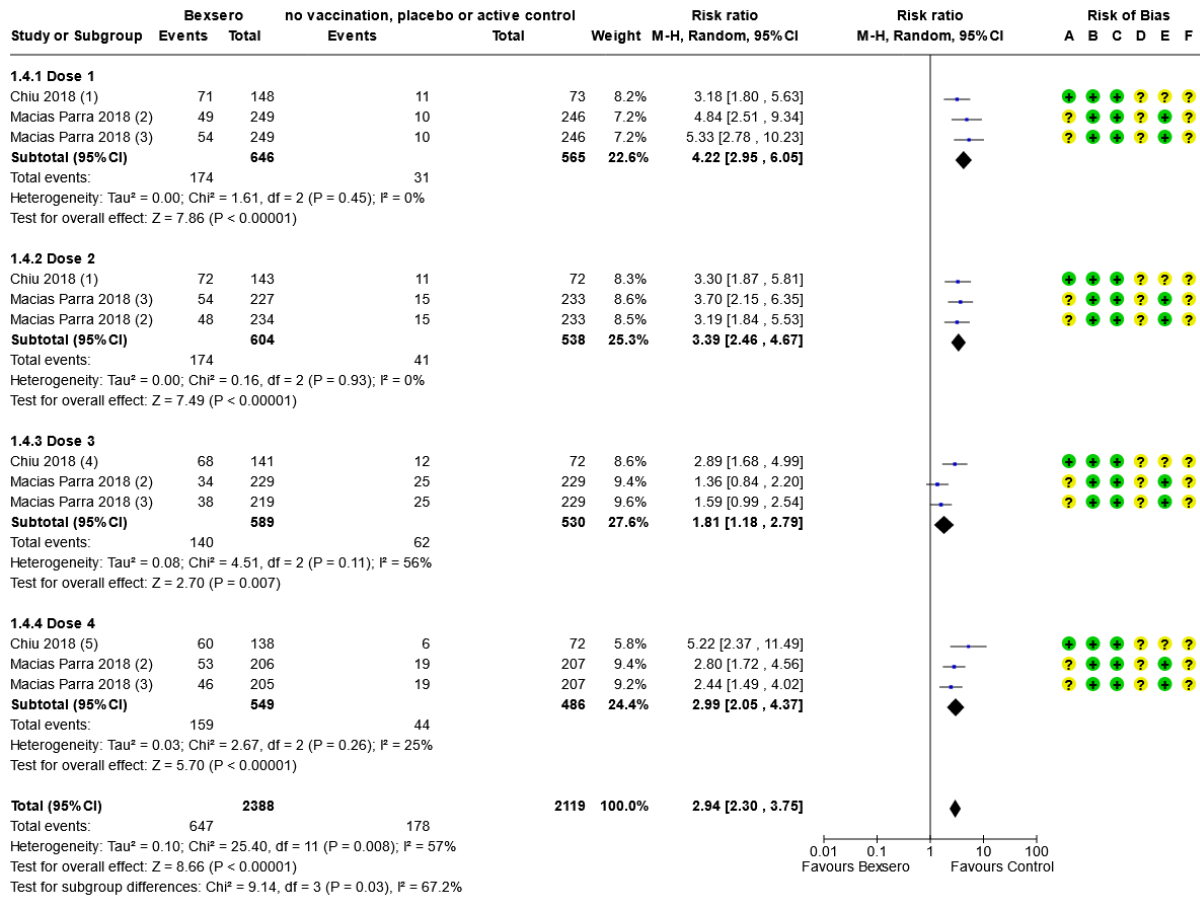 Bexsero no vaccination, placebo or active control Risk ratio Risk ratio Risk of Bias
Study or Subgroup Events Total Events Total Weight M-H, Random, 95% CI M-H, Random, 95% CI A B C D E F
1.4.1 Dose 1
Chiu 2018 (1) 71 148 11 73 8.2% 3.18 [1.80 , 5.63] + + + ? ? ?
Macias Parra 2018 (2) 49 249 10 246 7.2% 4.84 [2.51 , 9.34] ? + + ? + ?
Macias Parra 2018 (3) 54 249 10 246 7.2% 5.33 [2.78 , 10.23] ? + + ? + ?
Subtotal (95% CI) 646 565 22.6% 4.22 [2.95 , 6.05]
Total events: 174 31
Heterogeneity: Tau² = 0.00; Chi² = 1.61, df = 2 (P = 0.45); I² = 0%
Test for overall effect: Z = 7.86 (P < 0.00001)
1.4.2 Dose 2
Chiu 2018 (1) 72 143 11 72 8.3% 3.30 [1.87 , 5.81] + + + ? ? ?
Macias Parra 2018 (3) 54 227 15 233 8.6% 3.70 [2.15 , 6.35] ? + + ? + ?
Macias Parra 2018 (2) 48 234 15 233 8.5% 3.19 [1.84 , 5.53] ? + + ? + ?
Subtotal (95% CI) 604 538 25.3% 3.39 [2.46 , 4.67]
Total events: 174 41
Heterogeneity: Tau² = 0.00; Chi² = 0.16, df = 2 (P = 0.93); I² = 0%
Test for overall effect: Z = 7.49 (P < 0.00001)
1.4.3 Dose 3
Chiu 2018 (4) 68 141 12 72 8.6% 2.89 [1.68 , 4.99] + + + ? ? ?
Macias Parra 2018 (2) 34 229 25 229 9.4% 1.36 [0.84 , 2.20] ? + + ? + ?
Macias Parra 2018 (3) 38 219 25 229 9.6% 1.59 [0.99 , 2.54] ? + + ? + ?
Subtotal (95% CI) 589 530 27.6% 1.81 [1.18 , 2.79]
Total events: 140 62
Heterogeneity: Tau² = 0.08; Chi² = 4.51, df = 2 (P = 0.11); I² = 56%
Test for overall effect: Z = 2.70 (P = 0.007)
1.4.4 Dose 4
Chiu 2018 (5) 60 138 6 72 5.8% 5.22 [2.37 , 11.49] + + + ? ? ?
Macias Parra 2018 (2) 53 206 19 207 9.4% 2.80 [1.72 , 4.56] ? + + ? + ?
Macias Parra 2018 (3) 46 205 19 207 9.2% 2.44 [1.49 , 4.02] ? + + ? + ?
Subtotal (95% CI) 549 486 24.4% 2.99 [2.05 , 4.37]
Total events: 159 44
Heterogeneity: Tau² = 0.03; Chi² = 2.67, df = 2 (P = 0.26); I² = 25%
Test for overall effect: Z = 5.70 (P < 0.00001)
Total (95% CI) 2388 2119 100.0% 2.94 [2.30 , 3.75]
Total events: 647 178
Heterogeneity: Tau² = 0.10; Chi² = 25.40, df = 11 (P = 0.008); I² = 57%
Test for overall effect: Z = 8.66 (P < 0.00001)
Test for subgroup differences: Chi² = 9.14, df = 3 (P = 0.03), I² = 67.2%
0.01 0.1 1 10 100
Favours Bexsero Favours Control